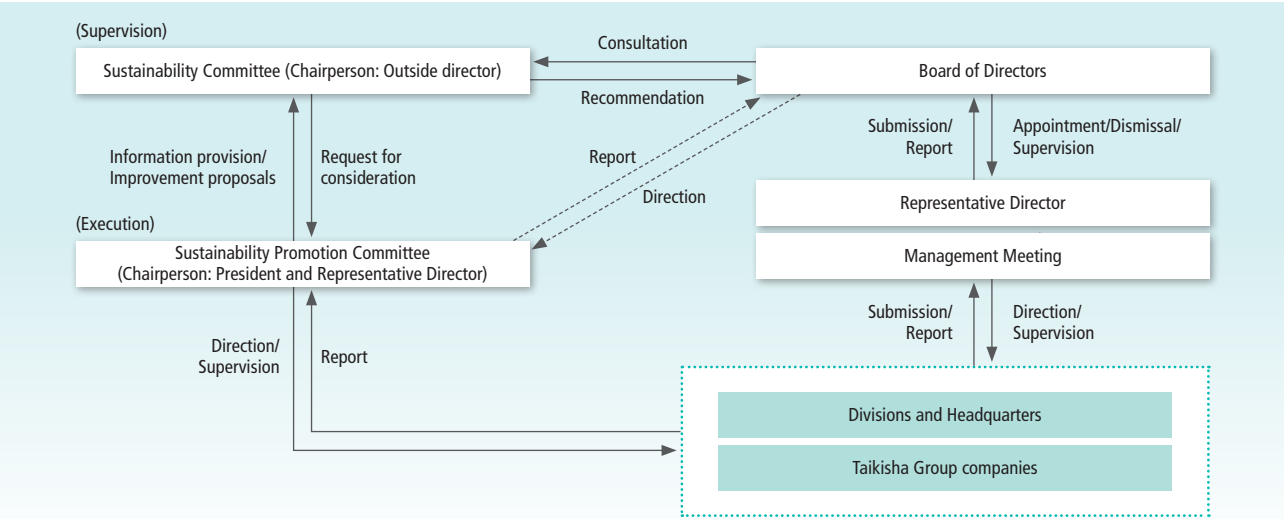 (Supervision)
Sustainability Committee (Chairperson: Outside director)
Consultation
Recommendation
Board of Directors
Information provision/
Improvement proposals
Request for
consideration
Report
Direction
Submission/
Report
Appointment/Dismissal/
Supervision
Representative Director
(Execution)
Sustainability Promotion Committee
(Chairperson: President and Representative Director)
Management Meeting
Direction/
Supervision
Report
Submission/
Report
Direction/
Supervision
Divisions and Headquarters
Taikisha Group companies